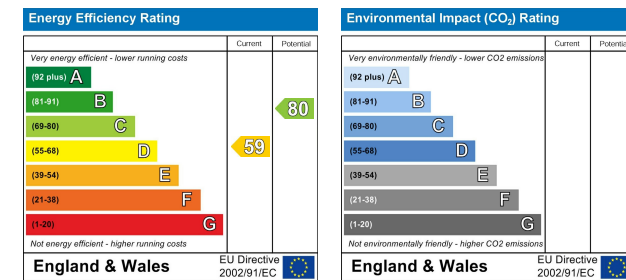 Energy Efficiency Rating
Current Potential
Very energy efficient - lower running costs
(92 plus) A
(81-91) B
(69-80) C
(55-68) D
(39-54) E
(21-38) F
(1-20) G
59
80
Not energy efficient - higher running costs
England & Wales
EU Directive
2002/91/EC
Environmental Impact (CO₂) Rating
Current Potential
Very environmentally friendly - lower CO2 emissions
(92 plus) A
(81-91) B
(69-80) C
(55-68) D
(39-54) E
(21-38) F
(1-20) G
Not environmentally friendly - higher CO2 emissions
England & Wales
EU Directive
2002/91/EC